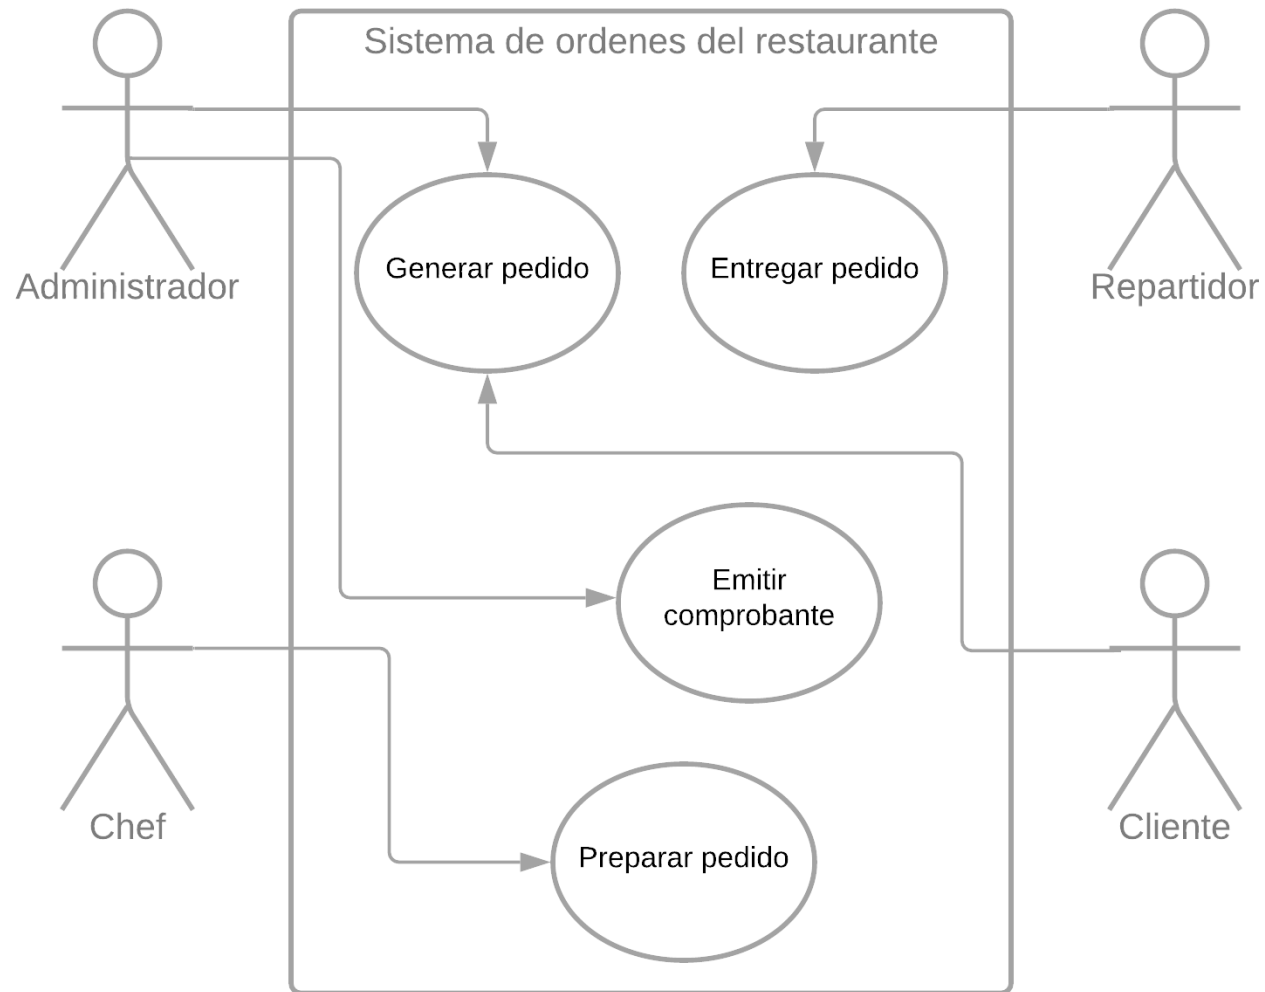 Sistema de ordenes del restaurante
Generar pedido
Entregar pedido
Administrador
Repartidor
Emitir
comprobante
Chef
Cliente
Preparar pedido